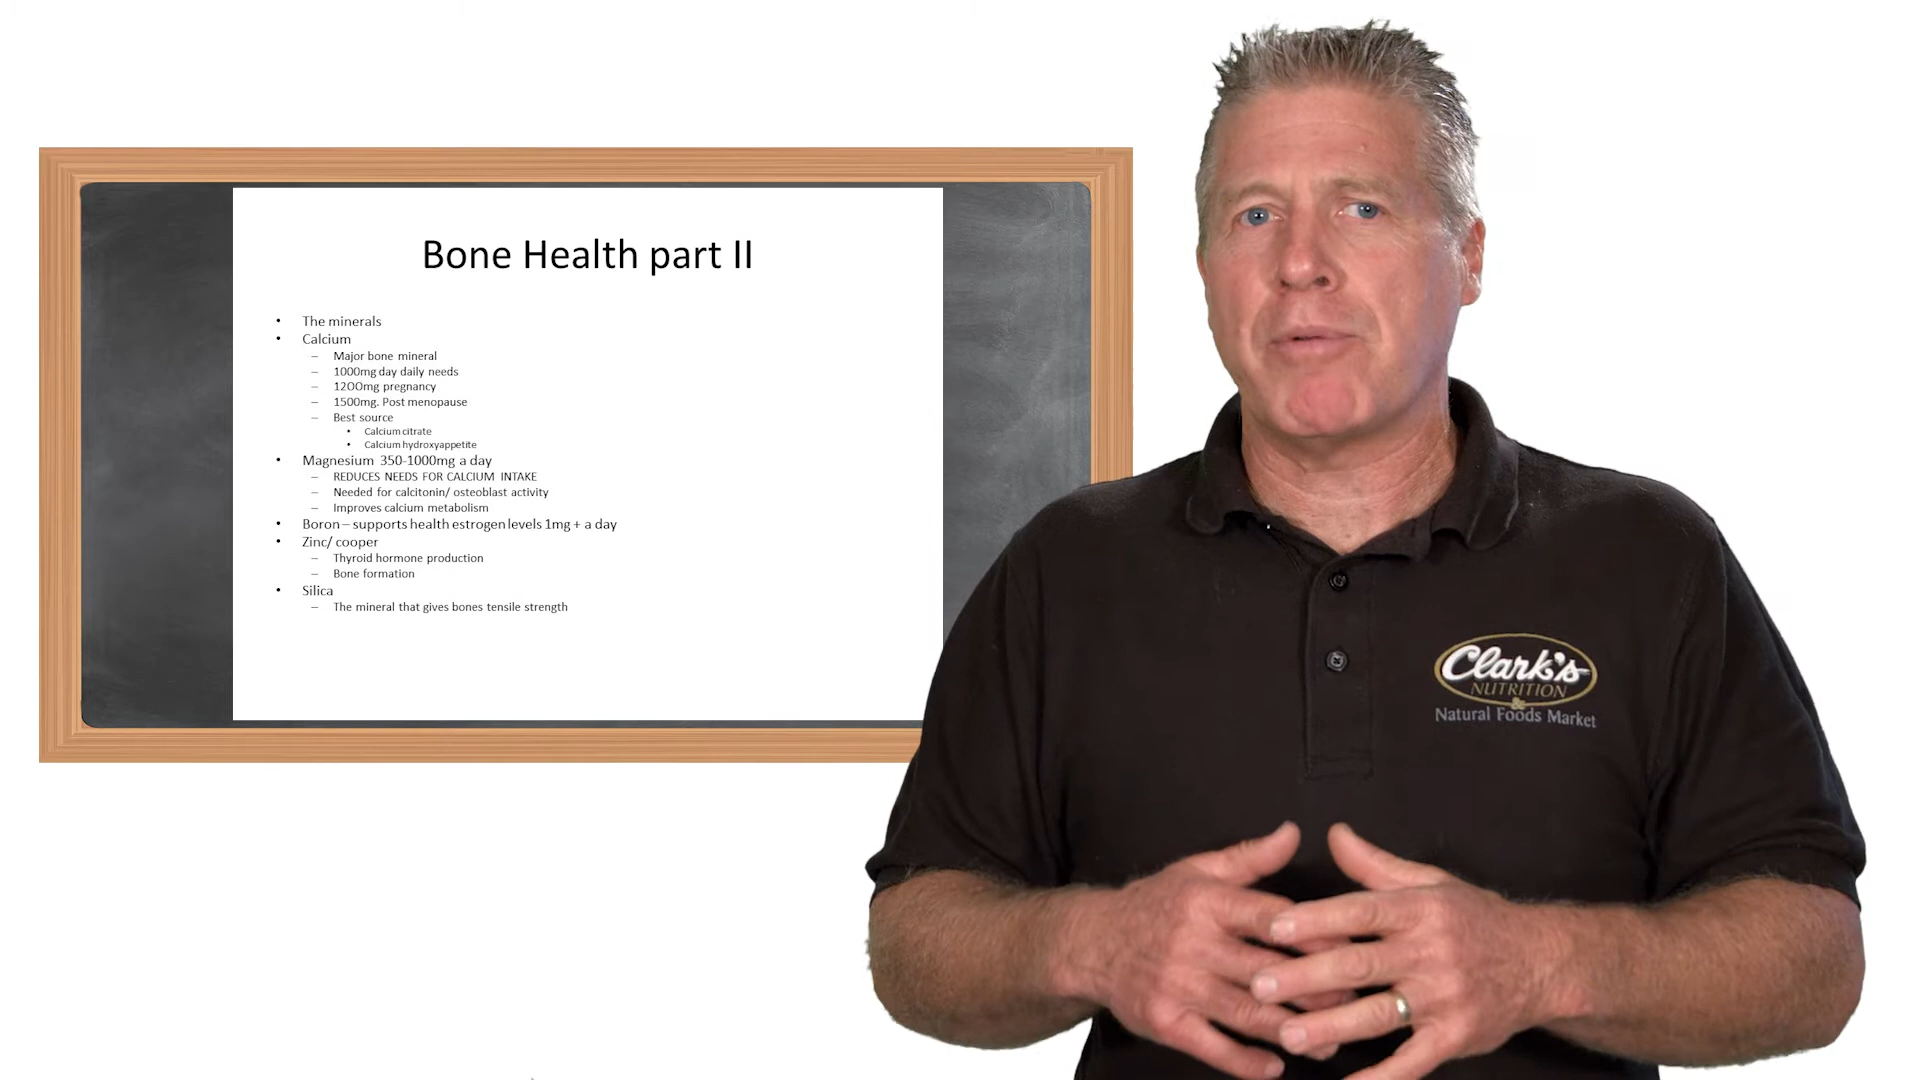 Bone Health part II
• The minerals
• Calcium
– Major bone mineral
– 1000mg day daily needs
– 12OOmg pregnancy
– 1500mg. Post menopause
– Best source
• Calcium citrate
• Calcium hydroxyappetite
• Magnesium 350-1000mg a day
– REDUCES NEEDS FOR CALCIUM INTAKE
– Needed for calcitonin/ osteoblast activity
– Improves calcium metabolism
• Boron – supports health estrogen levels 1mg + a day
• Zinc/ cooper
– Thyroid hormone production
– Bone formation
• Silica
– The mineral that gives bones tensile strength
Clark's
NUTRITION
&
Natural Foods Market